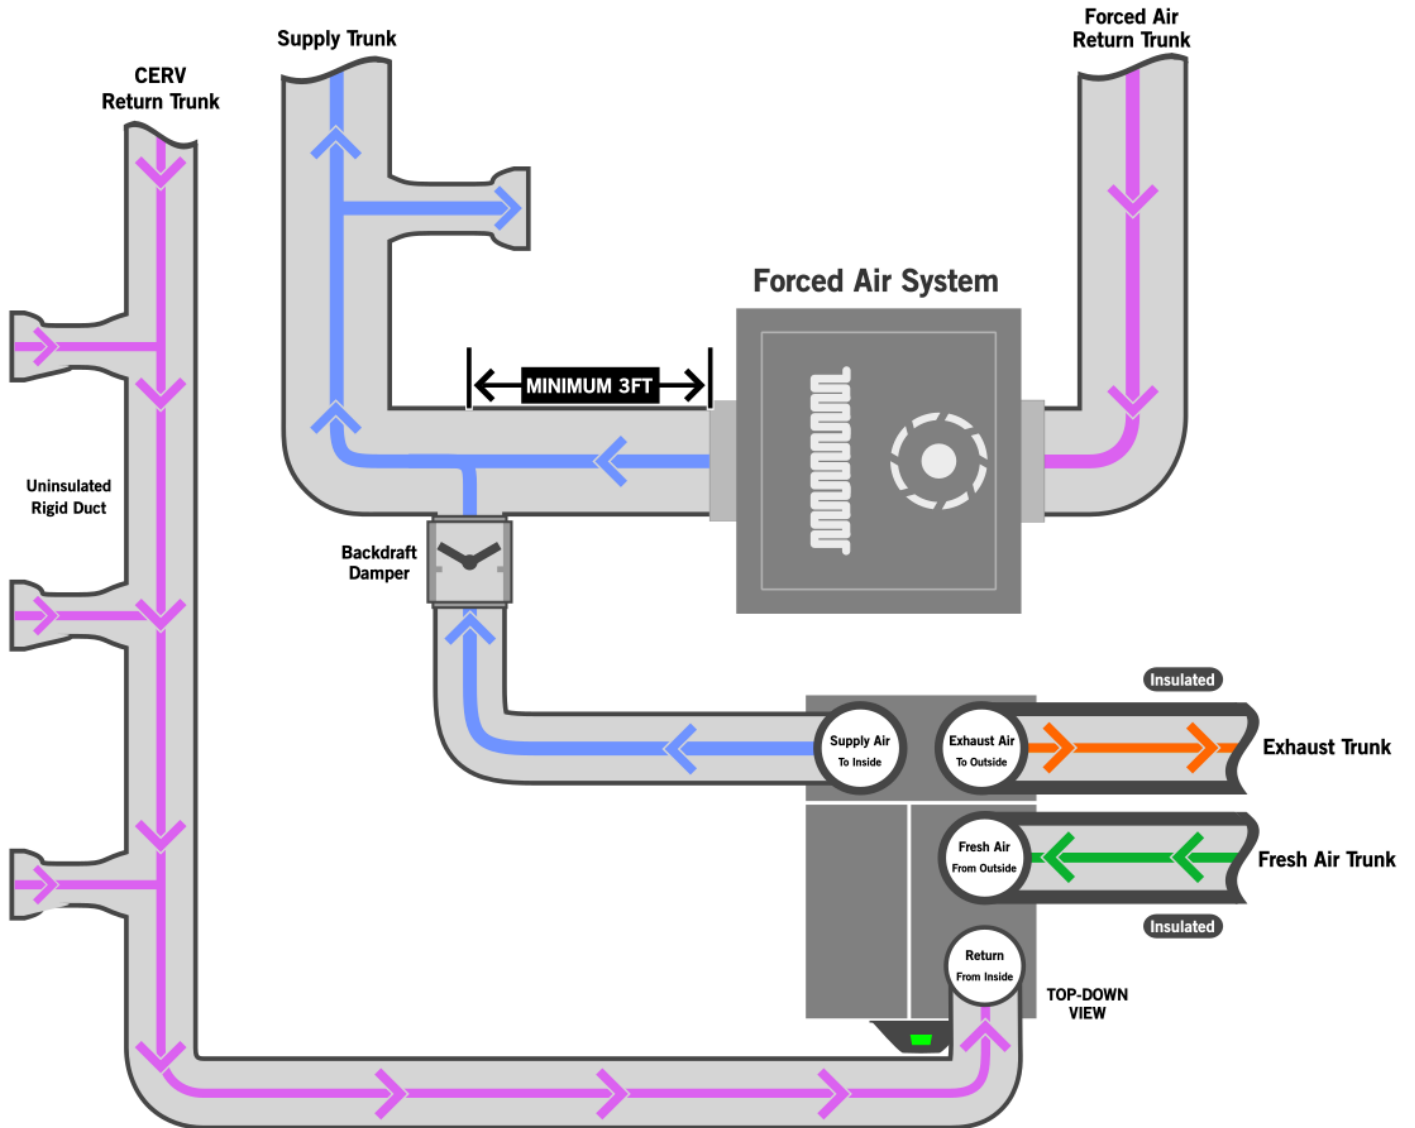 Supply Trunk
Forced Air
Return Trunk
CERV
Return Trunk
Forced Air System
MINIMUM 3FT
Uninsulated
Rigid Duct
Backdraft
Damper
Insulated
Supply Air
To Inside
Exhaust Air
To Outside
Exhaust Trunk
Fresh Air
From Outside
Fresh Air Trunk
Insulated
Return
From Inside
TOP-DOWN
VIEW